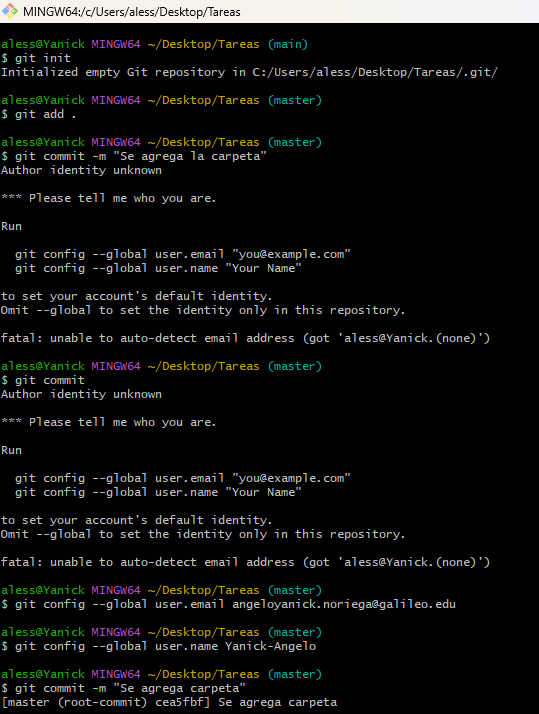 MINGW64:/c/Users/aless/Desktop/Tareas
aless@Yanick MINGW64 ~/Desktop/Tareas (main)
$ git init
Initialized empty Git repository in C:/Users/aless/Desktop/Tareas/.git/
aless@Yanick MINGW64 ~/Desktop/Tareas (master)
$ git add .
aless@Yanick MINGW64 ~/Desktop/Tareas (master)
$ git commit -m "Se agrega la carpeta"
Author identity unknown
*** Please tell me who you are.
Run
git config --global user.email "you@example.com"
git config --global user.name "Your Name"
to set your account's default identity.
Omit --global to set the identity only in this repository.
fatal: unable to auto-detect email address (got 'aless@Yanick.(none)')
aless@Yanick MINGW64 ~/Desktop/Tareas (master)
$ git commit
Author identity unknown
*** Please tell me who you are.
Run
git config --global user.email "you@example.com"
git config --global user.name "Your Name"
to set your account's default identity.
Omit --global to set the identity only in this repository.
fatal: unable to auto-detect email address (got 'aless@Yanick.(none)')
aless@Yanick MINGW64 ~/Desktop/Tareas (master)
$ git config --global user.email angeloyanick.noriega@galileo.edu
aless@Yanick MINGW64 ~/Desktop/Tareas (master)
$ git config --global user.name Yanick-Angelo
aless@Yanick MINGW64 ~/Desktop/Tareas (master)
$ git commit -m "Se agrega carpeta"
[master (root-commit) cea5fbf] Se agrega carpeta